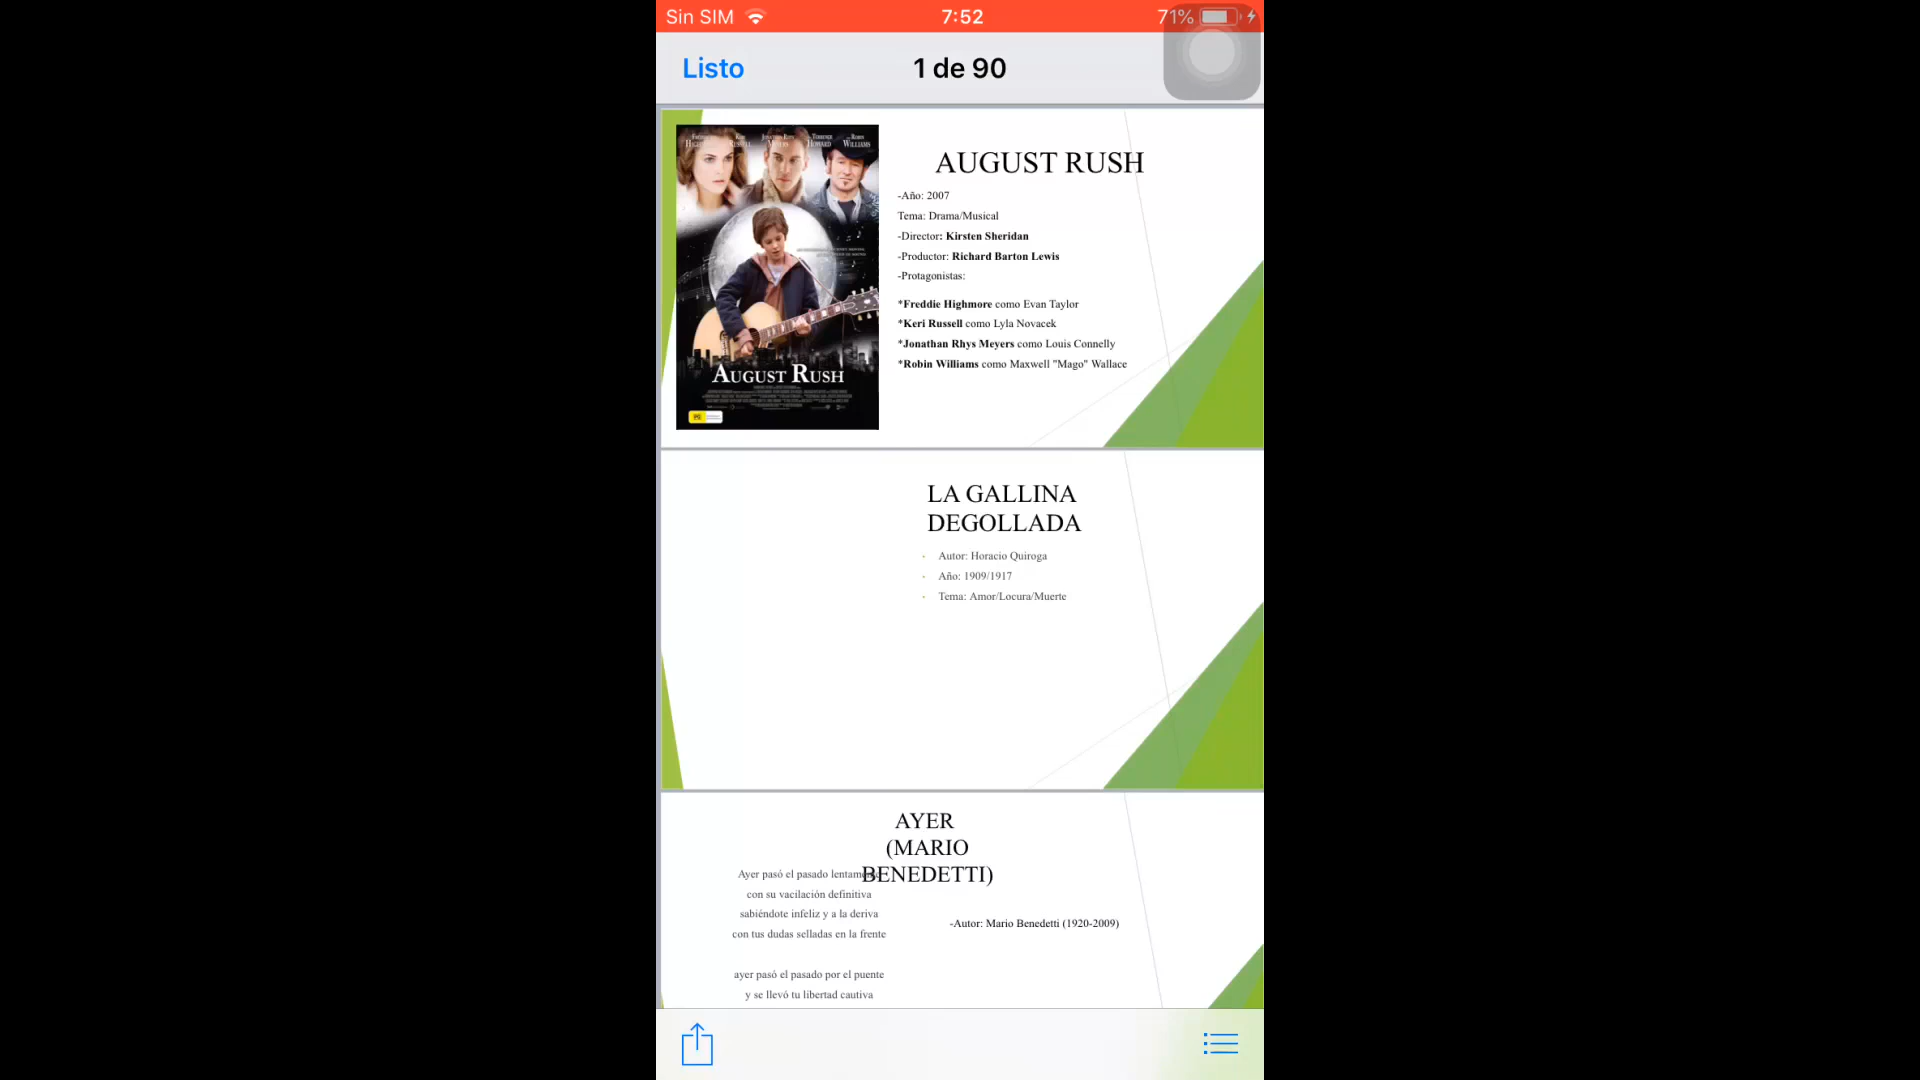 Sin SIM
7:52
71%
Listo
1 de 90
WILLIAMS
AUGUST RUSH
AUGUST RUSH
-Año: 2007
Tema: Drama/Musical
-Director: Kirsten Sheridan
-Productor: Richard Barton Lewis
-Protagonistas:
*Freddie Highmore como Evan Taylor
*Keri Russell como Lyla Novacek
*Jonathan Rhys Meyers como Louis Connelly
*Robin Williams como Maxwell "Mago" Wallace
LA GALLINA
DEGOLLADA
Autor: Horacio Quiroga
Año: 1909/1917
Tema: Amor/Locura/Muerte
AYER
(MARIO
BENEDETTI)
Ayer pasó el pasado
con su vacilación definitiva
sabiéndote infeliz y a la deriva
con tus dudas selladas en la frente
-Autor: Mario Benedetti (1920-2009)
ayer pasó el pasado por el puente
y se llevó tu libertad cautiva